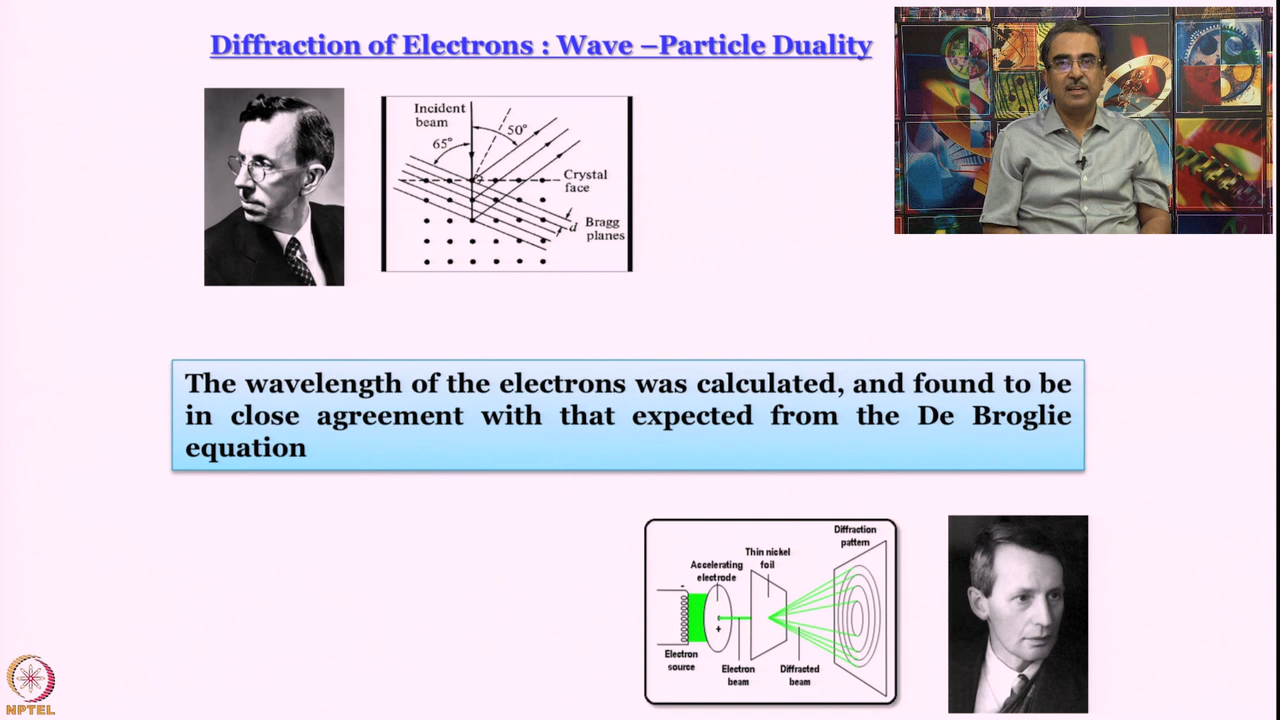 Diffraction of Electrons : Wave –Particle Duality
Incident
beam
50°
65°
Crystal
face
Bragg
planes
d
The wavelength of the electrons was calculated, and found to be
in close agreement with that expected from the De Broglie
equation
Diffraction
pattern
Thin nickel
foil
Accelerating
electrode
-
+
Electron
source
Electron
beam
Diffracted
beam
NPTEL